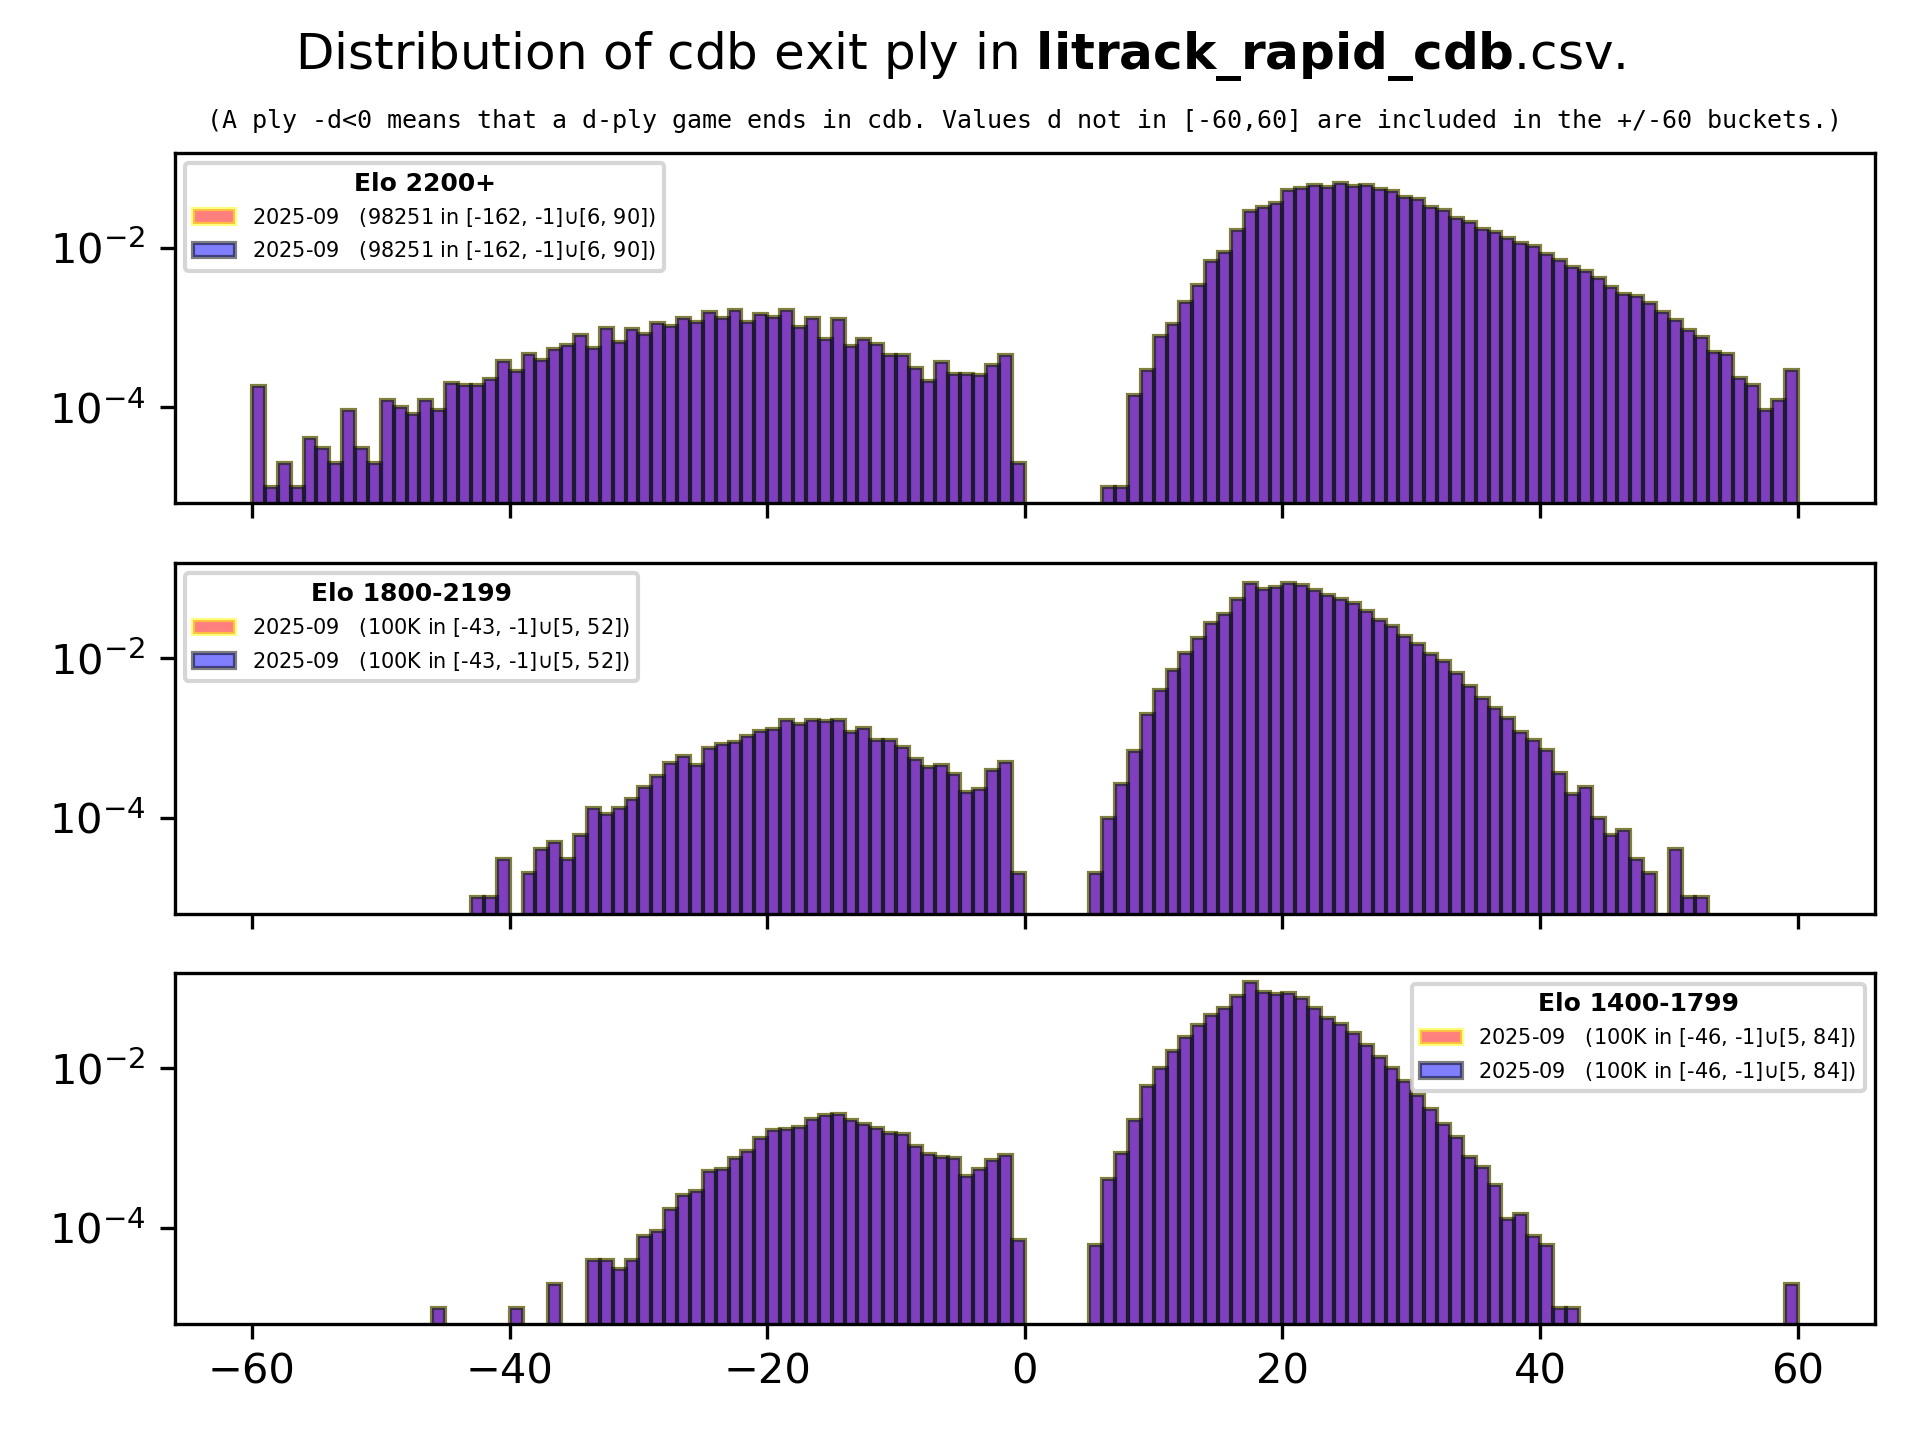 Distribution of cdb exit ply in litrack_rapid_cdb.csv.
(A ply -d<0 means that a d-ply game ends in cdb. Values d not in [-60,60] are included in the +/-60 buckets.)
Elo 2200+
2025-09 (98251 in [-162, -1]∪[6, 90])
2025-09 (98251 in [-162, -1]∪[6, 90])
10⁻²
10⁻⁴
Elo 1800-2199
2025-09 (100K in [-43, -1]∪[5, 52])
2025-09 (100K in [-43, -1]∪[5, 52])
10⁻²
10⁻⁴
Elo 1400-1799
2025-09 (100K in [-46, -1]∪[5, 84])
2025-09 (100K in [-46, -1]∪[5, 84])
10⁻²
10⁻⁴
−60 −40 −20 0 20 40 60